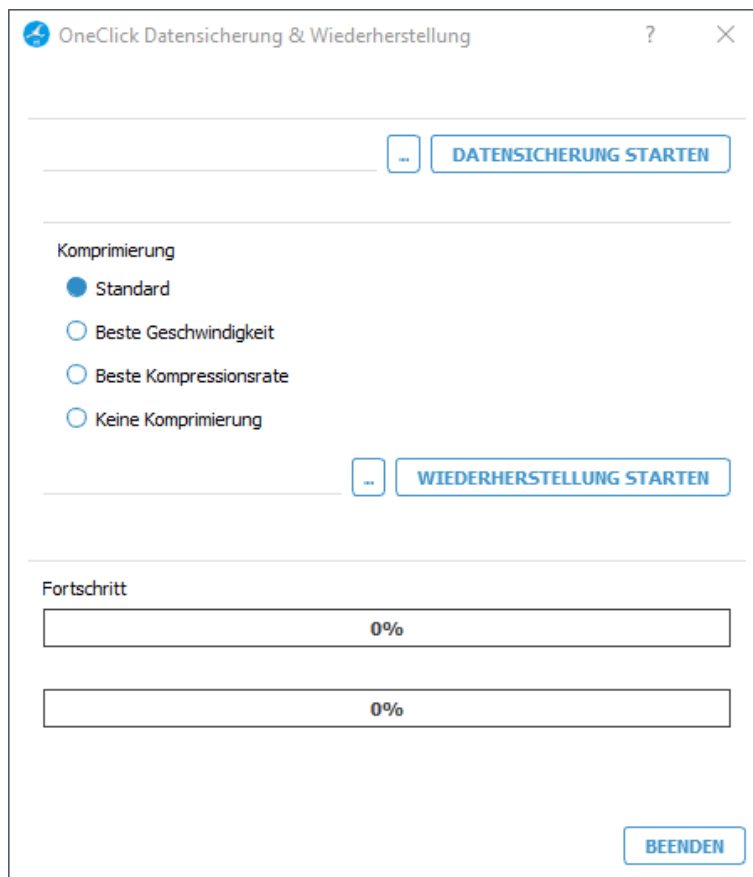 OneClick Datensicherung & Wiederherstellung ?
... DATENSICHERUNG STARTEN
Komprimierung
Standard
Beste Geschwindigkeit
Beste Kompressionsrate
Keine Komprimierung
... WIEDERHERSTELLUNG STARTEN
Fortschritt
0%
0%
BEENDEN